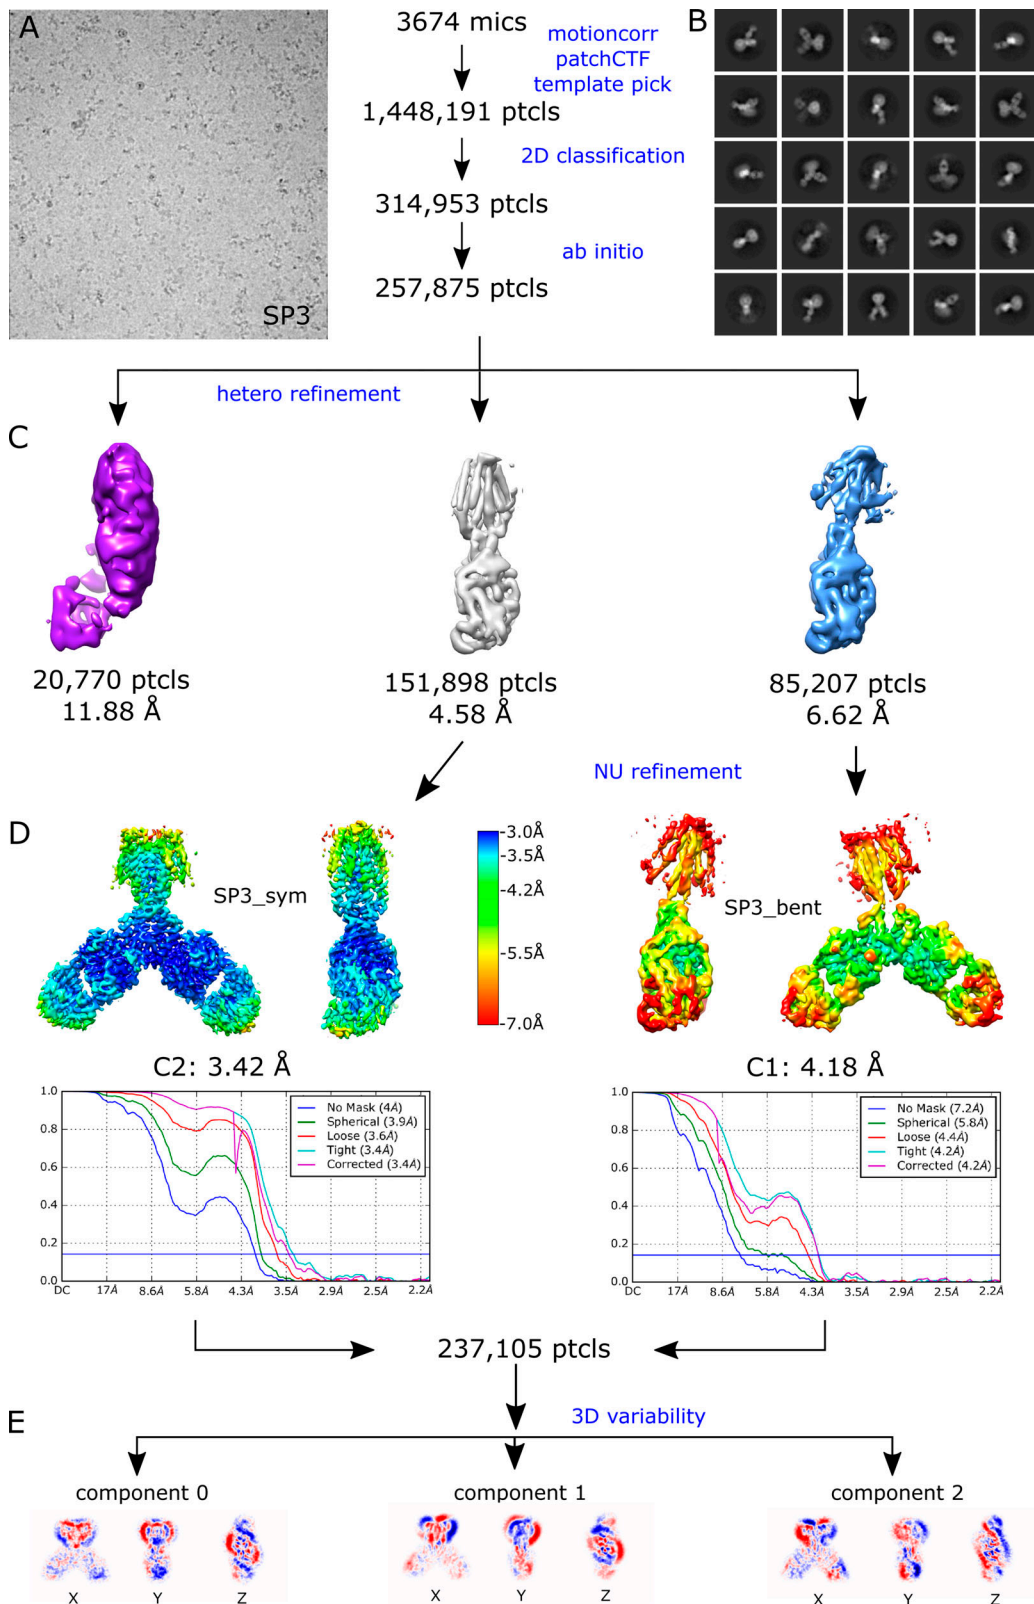 A
3674 mics
B
motioncorr
patchCTF
template pick
1,448,191 ptcls
2D classification
314,953 ptcls
ab initio
257,875 ptcls
SP3
hetero refinement
C
20,770 ptcls
11.88 Å
151,898 ptcls
4.58 Å
85,207 ptcls
6.62 Å
NU refinement
D
SP3_sym
-3.0Å
-3.5Å
-4.2Å
-5.5Å
-7.0Å
SP3_bent
C2: 3.42 Å
C1: 4.18 Å
1.0
0.8
0.6
0.4
0.2
0.0
No Mask (4Å)
Spherical (3.9Å)
Loose (3.6Å)
Tight (3.4Å)
Corrected (3.4Å)
DC 17Å 8.6Å 5.8Å 4.3Å 3.5Å 2.9Å 2.5Å 2.2Å
1.0
0.8
0.6
0.4
0.2
0.0
No Mask (7.2Å)
Spherical (5.8Å)
Loose (4.4Å)
Tight (4.2Å)
Corrected (4.2Å)
DC 17Å 8.6Å 5.8Å 4.3Å 3.5Å 2.9Å 2.5Å 2.2Å
237,105 ptcls
3D variability
E
component 0
component 1
component 2
X Y Z
X Y Z
X Y Z